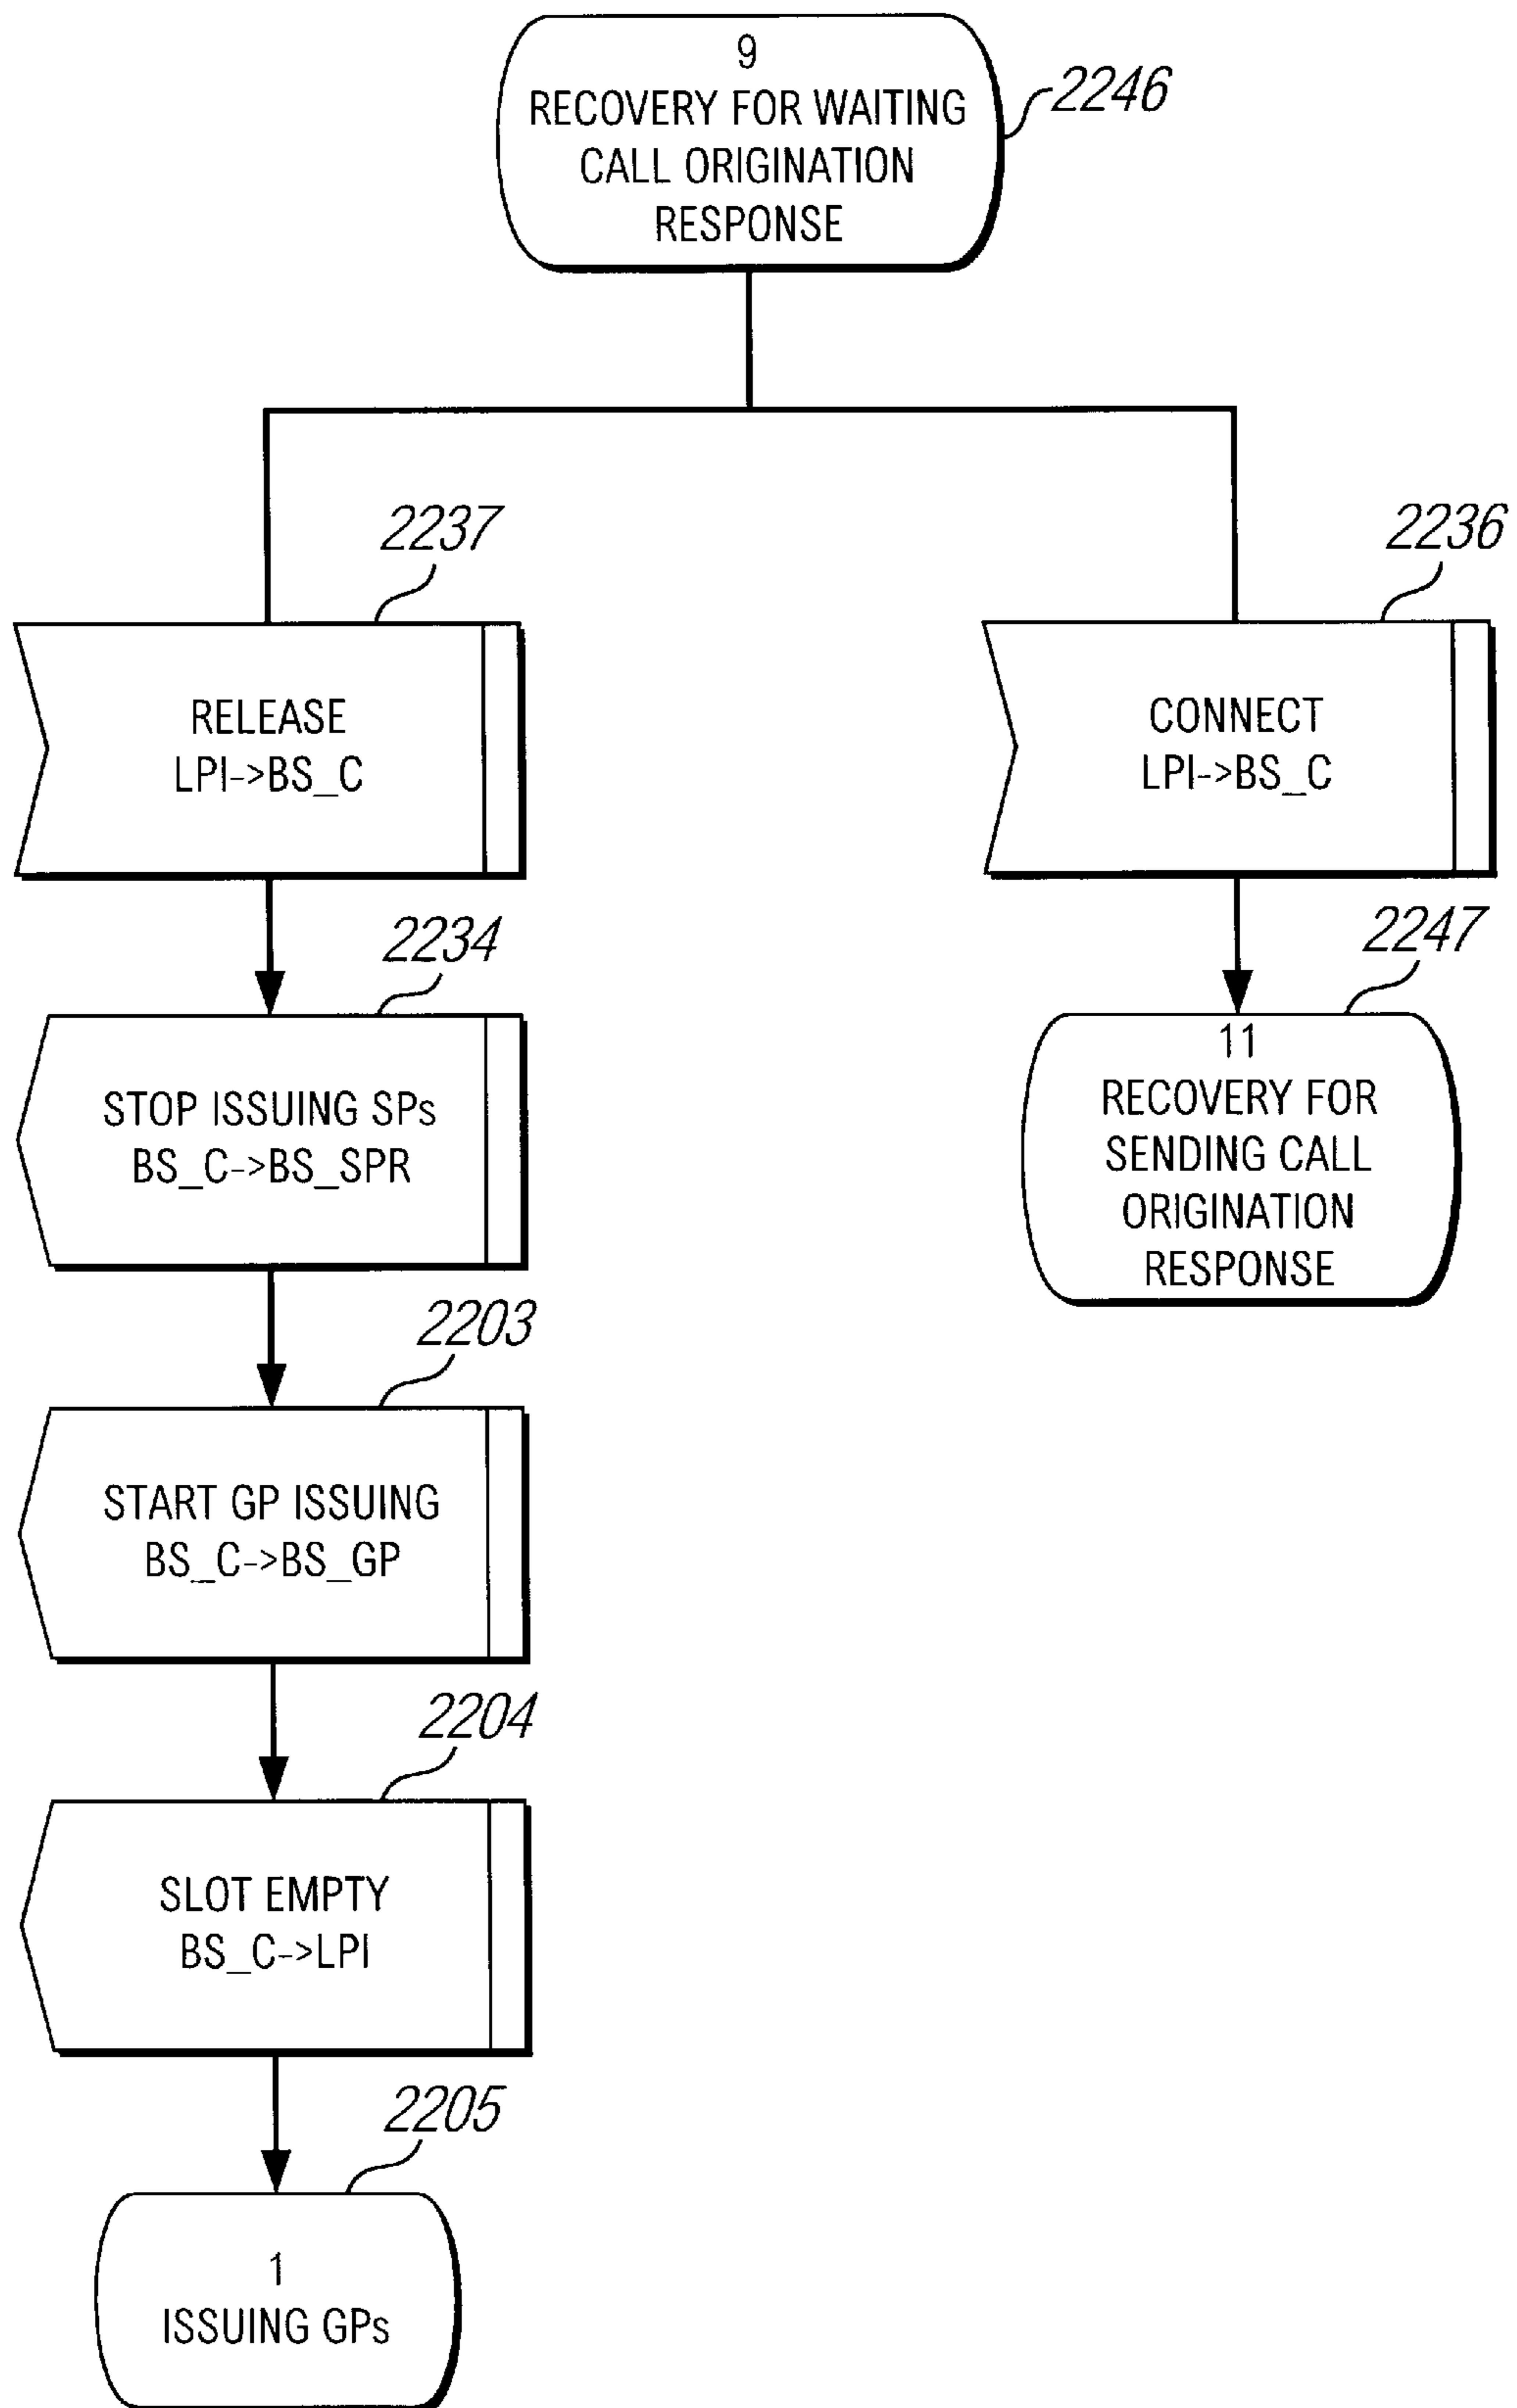 9
RECOVERY FOR WAITING
CALL ORIGINATION
RESPONSE
2246
2237
RELEASE
LPI->BS_C
2236
CONNECT
LPI->BS_C
2234
STOP ISSUING SPs
BS_C->BS_SPR
2247
11
RECOVERY FOR
SENDING CALL
ORIGINATION
RESPONSE
2203
START GP ISSUING
BS_C->BS_GP
2204
SLOT EMPTY
BS_C->LPI
2205
1
ISSUING GPs